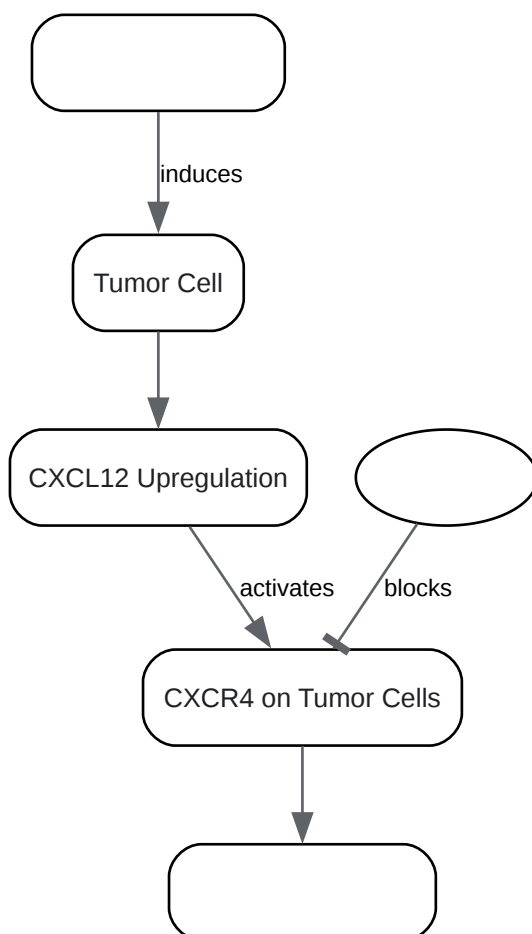 induces
Tumor Cell
CXCL12 Upregulation
activates
blocks
CXCR4 on Tumor Cells